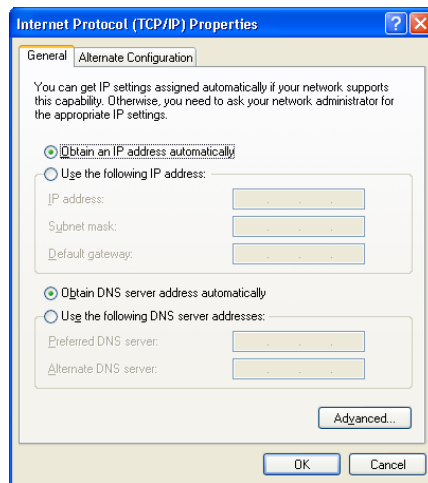 Internet Protocol (TCP/IP) Properties
General Alternate Configuration
You can get IP settings assigned automatically if your network supports
this capability. Otherwise, you need to ask your network administrator for
the appropriate IP settings.
Obtain an IP address automatically
Use the following IP address:
IP address:
Subnet mask:
Default gateway:
Obtain DNS server address automatically
Use the following DNS server addresses:
Preferred DNS server:
Alternate DNS server:
Advanced...
OK Cancel